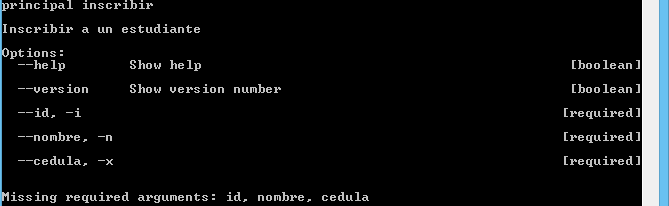 principal inscribir
Inscribir a un estudiante
Options:
--help Show help [boolean]
--version Show version number [boolean]
--id, -i [required]
--nombre, -n [required]
--cedula, -x [required]
Missing required arguments: id, nombre, cedula